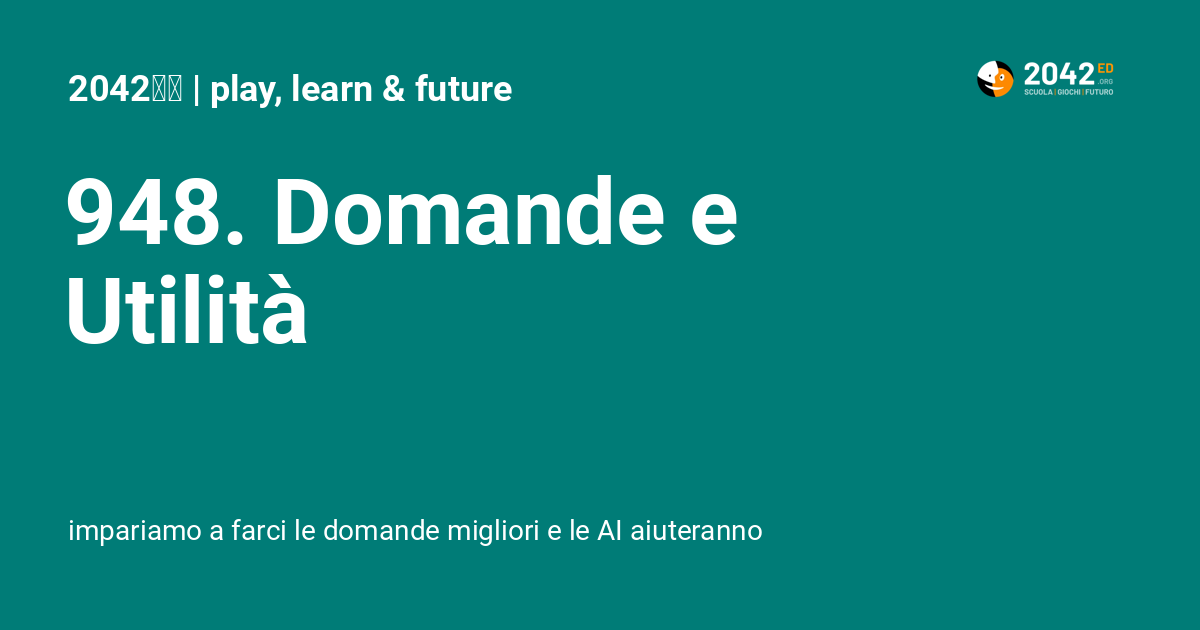 2042 | play, learn & future
2042 ED
.ORG
SCUOLA | GIOCHI | FUTURO
948. Domande e
Utilità
impariamo a farci le domande migliori e le AI aiuteranno